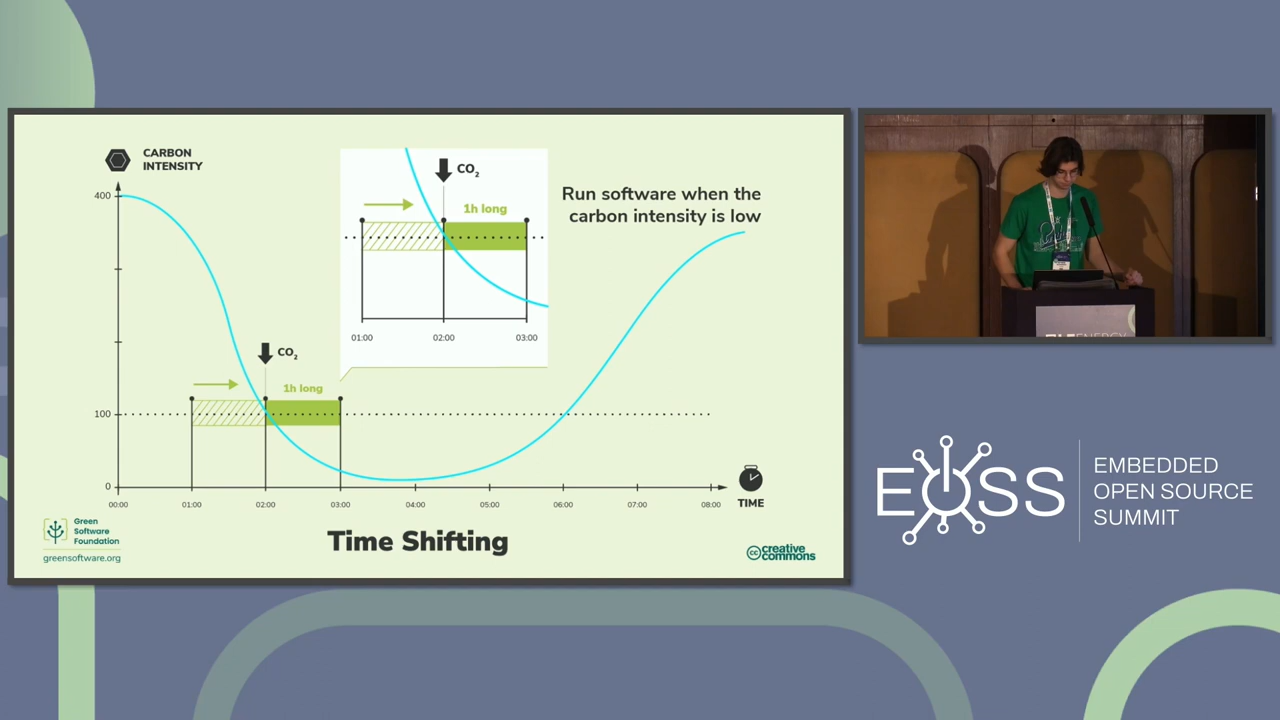 CARBON
INTENSITY
400
100
0
CO2
1h long
00:00
01:00
02:00
03:00
04:00
05:00
06:00
07:00
08:00
TIME
CO2
1h long
01:00
02:00
03:00
Run software when the
carbon intensity is low
Time Shifting
Green
Software
Foundation
greensoftware.org
cc creative
commons
EOSS
EMBEDDED
OPEN SOURCE
SUMMIT